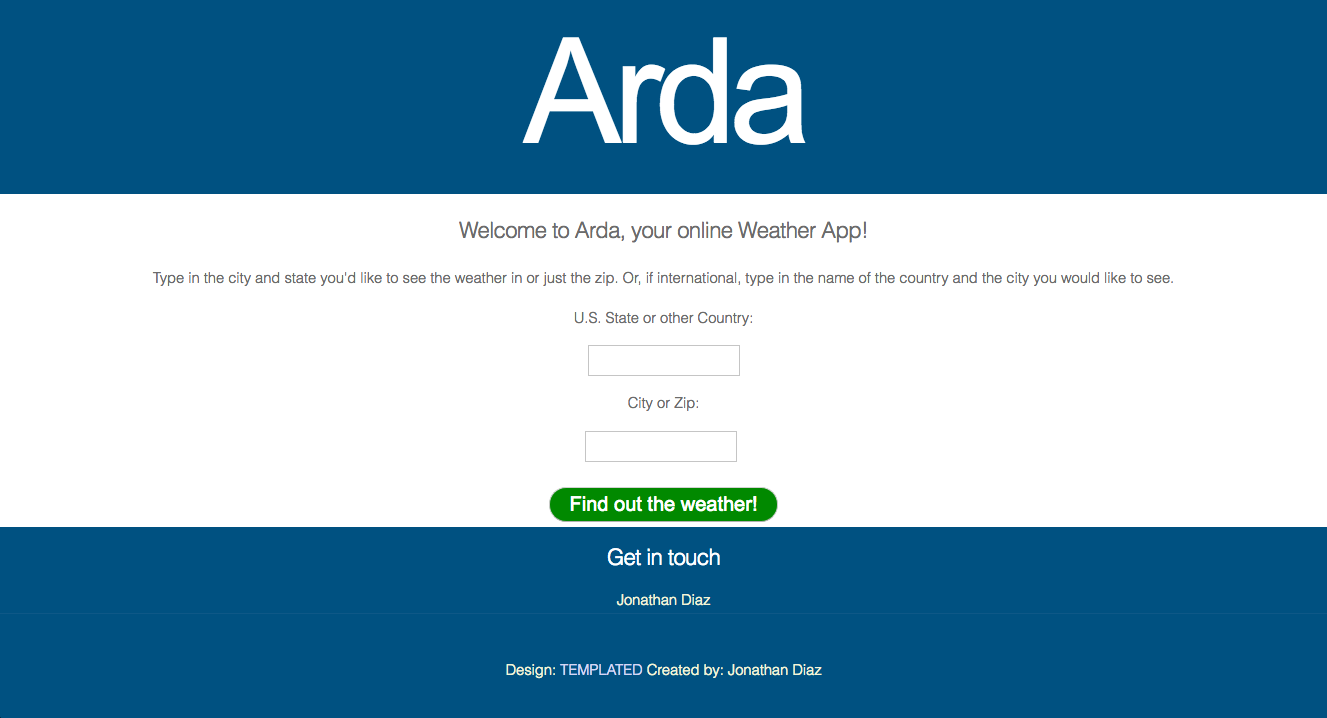 Arda
Welcome to Arda, your online Weather App!
Type in the city and state you'd like to see the weather in or just the zip. Or, if international, type in the name of the country and the city you would like to see.
U.S. State or other Country:
City or Zip:
Find out the weather!
Get in touch
Jonathan Diaz
Design: TEMPLATED Created by: Jonathan Diaz